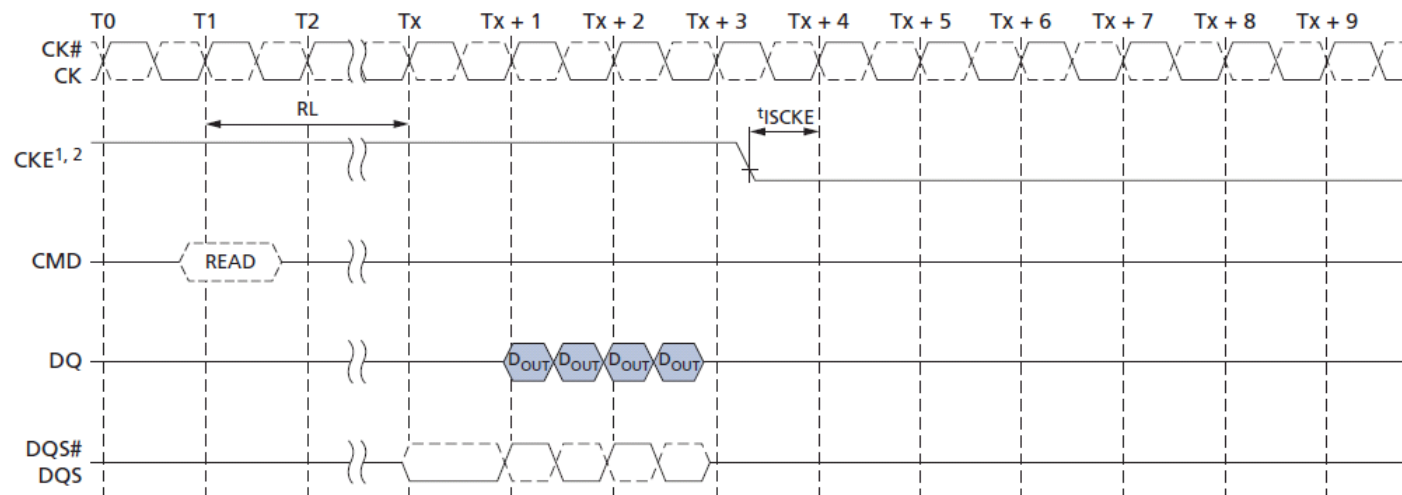 T0 T1 T2 Tx Tx + 1 Tx + 2 Tx + 3 Tx + 4 Tx + 5 Tx + 6 Tx + 7 Tx + 8 Tx + 9
CK#
CK
RL
tISCKE
CKE1, 2
CMD READ
DQ DOUT DOUT DOUT DOUT
DQS#
DQS